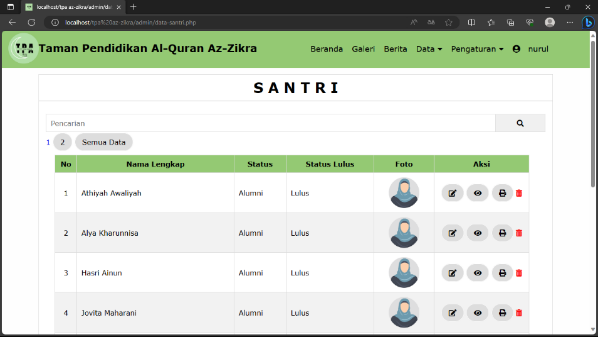 localhost/tpa az-zikra/admin/da
localhost/tpa%20az-zikra/admin/data-santri.php
Taman Pendidikan Al-Quran Az-Zikra
Beranda Galeri Berita Data Pengaturan nurul
SANTRI
Pencarian
1 2 Semua Data
No Nama Lengkap Status Status Lulus Foto Aksi
1 Athiyah Awaliyah Alumni Lulus
2 Alya Kharunnisa Alumni Lulus
3 Hasri Ainun Alumni Lulus
4 Jovita Maharani Alumni Lulus